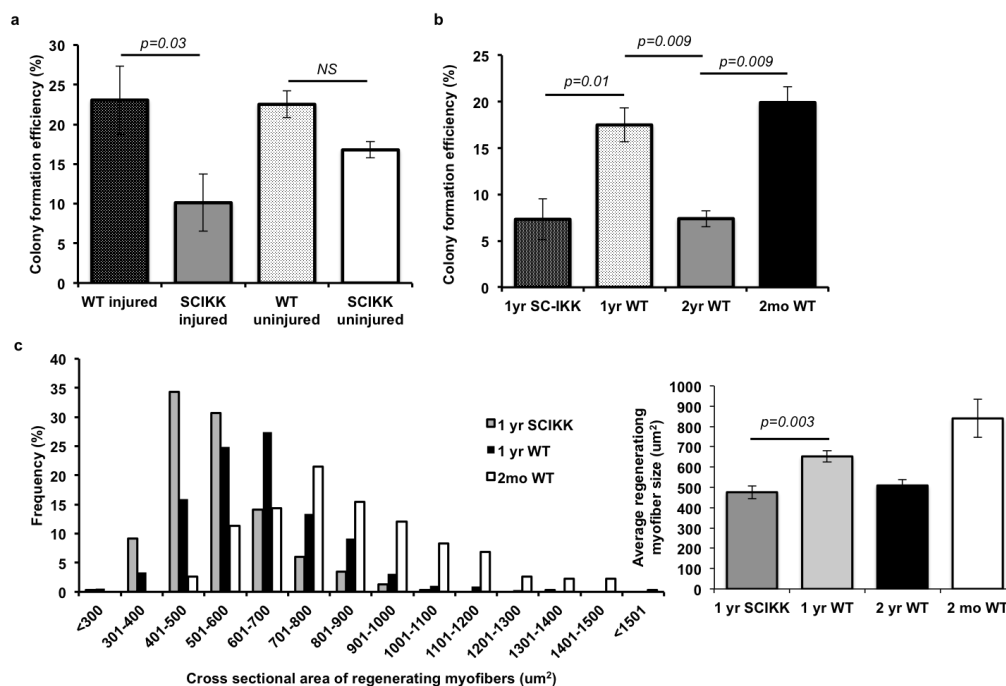 a
p=0.03
NS
30
25
20
15
10
5
0
Colony formation efficiency (%)
WT injured
SCIKK
injured
WT
uninjured
SCIKK
uninjured
b
p=0.009
p=0.01
p=0.009
25
20
15
10
5
0
Colony formation efficiency (%)
1yr SC-IKK
1yr WT
2yr WT
2mo WT
c
40
35
30
25
20
15
10
5
0
Frequency (%)
1 yr SCIKK
1 yr WT
2mo WT
<300
301-400
401-500
501-600
601-700
701-800
801-900
901-1000
1001-1100
1101-1200
1201-1300
1301-1400
1401-1500
<1501
Cross sectional area of regenerating myofibers (um²)
1000
900
800
700
600
500
400
300
200
100
0
Average regenerationg
myofiber size (um²)
p=0.003
1 yr SCIKK
1 yr WT
2 yr WT
2 mo WT